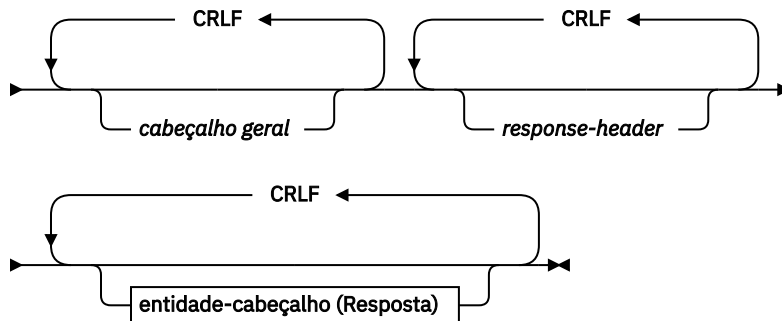 CRLF CRLF
cabeçalho geral response-header
CRLF
entidade-cabeçalho (Resposta)